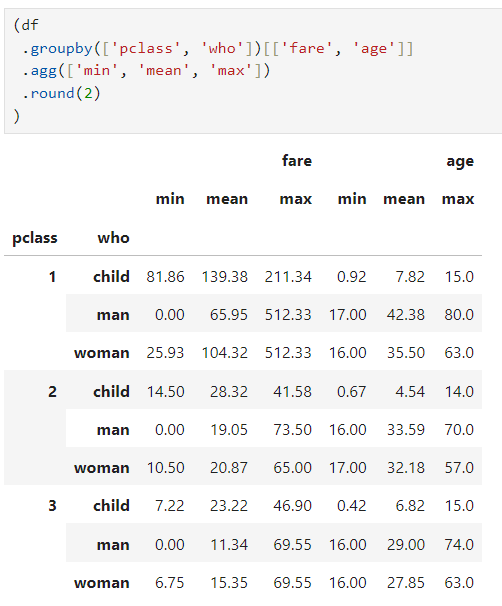 (df
 .groupby(['pclass', 'who'])[['fare', 'age']]
 .agg(['min', 'mean', 'max'])
 .round(2)
)
fare age
min mean max min mean max
pclass who
1 child 81.86 139.38 211.34 0.92 7.82 15.0
man 0.00 65.95 512.33 17.00 42.38 80.0
woman 25.93 104.32 512.33 16.00 35.50 63.0
2 child 14.50 28.32 41.58 0.67 4.54 14.0
man 0.00 19.05 73.50 16.00 33.59 70.0
woman 10.50 20.87 65.00 17.00 32.18 57.0
3 child 7.22 23.22 46.90 0.42 6.82 15.0
man 0.00 11.34 69.55 16.00 29.00 74.0
woman 6.75 15.35 69.55 16.00 27.85 63.0